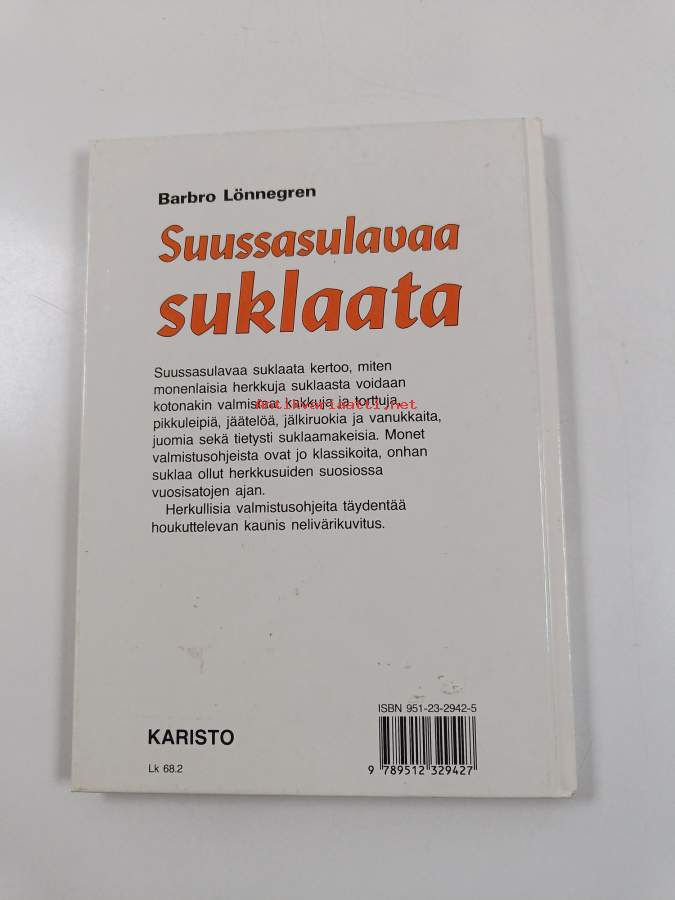 Barbro Lönnegren
Suussasulavaa
suklaata
Suussasulavaa suklaata kertoo, miten
monenlaisia herkkuja suklaasta voidaan
kotonakin valmistaa: kakkuja ja torttuja,
Antikvariaatti.net
pikkuleipiä, jäätelöä, jälkiruokia ja vanukkaita,
juomia sekä tietysti suklaamakeisia. Monet
valmistusohjeista ovat jo klassikoita, onhan
suklaa ollut herkkusuiden suosiossa
vuosisatojen ajan.
Herkullisia valmistusohjeita täydentää
houkuttelevan kaunis nelivärikuvitus.
ISBN 951-23-2942-5
KARISTO
Lk 68.2
9 789512 329427